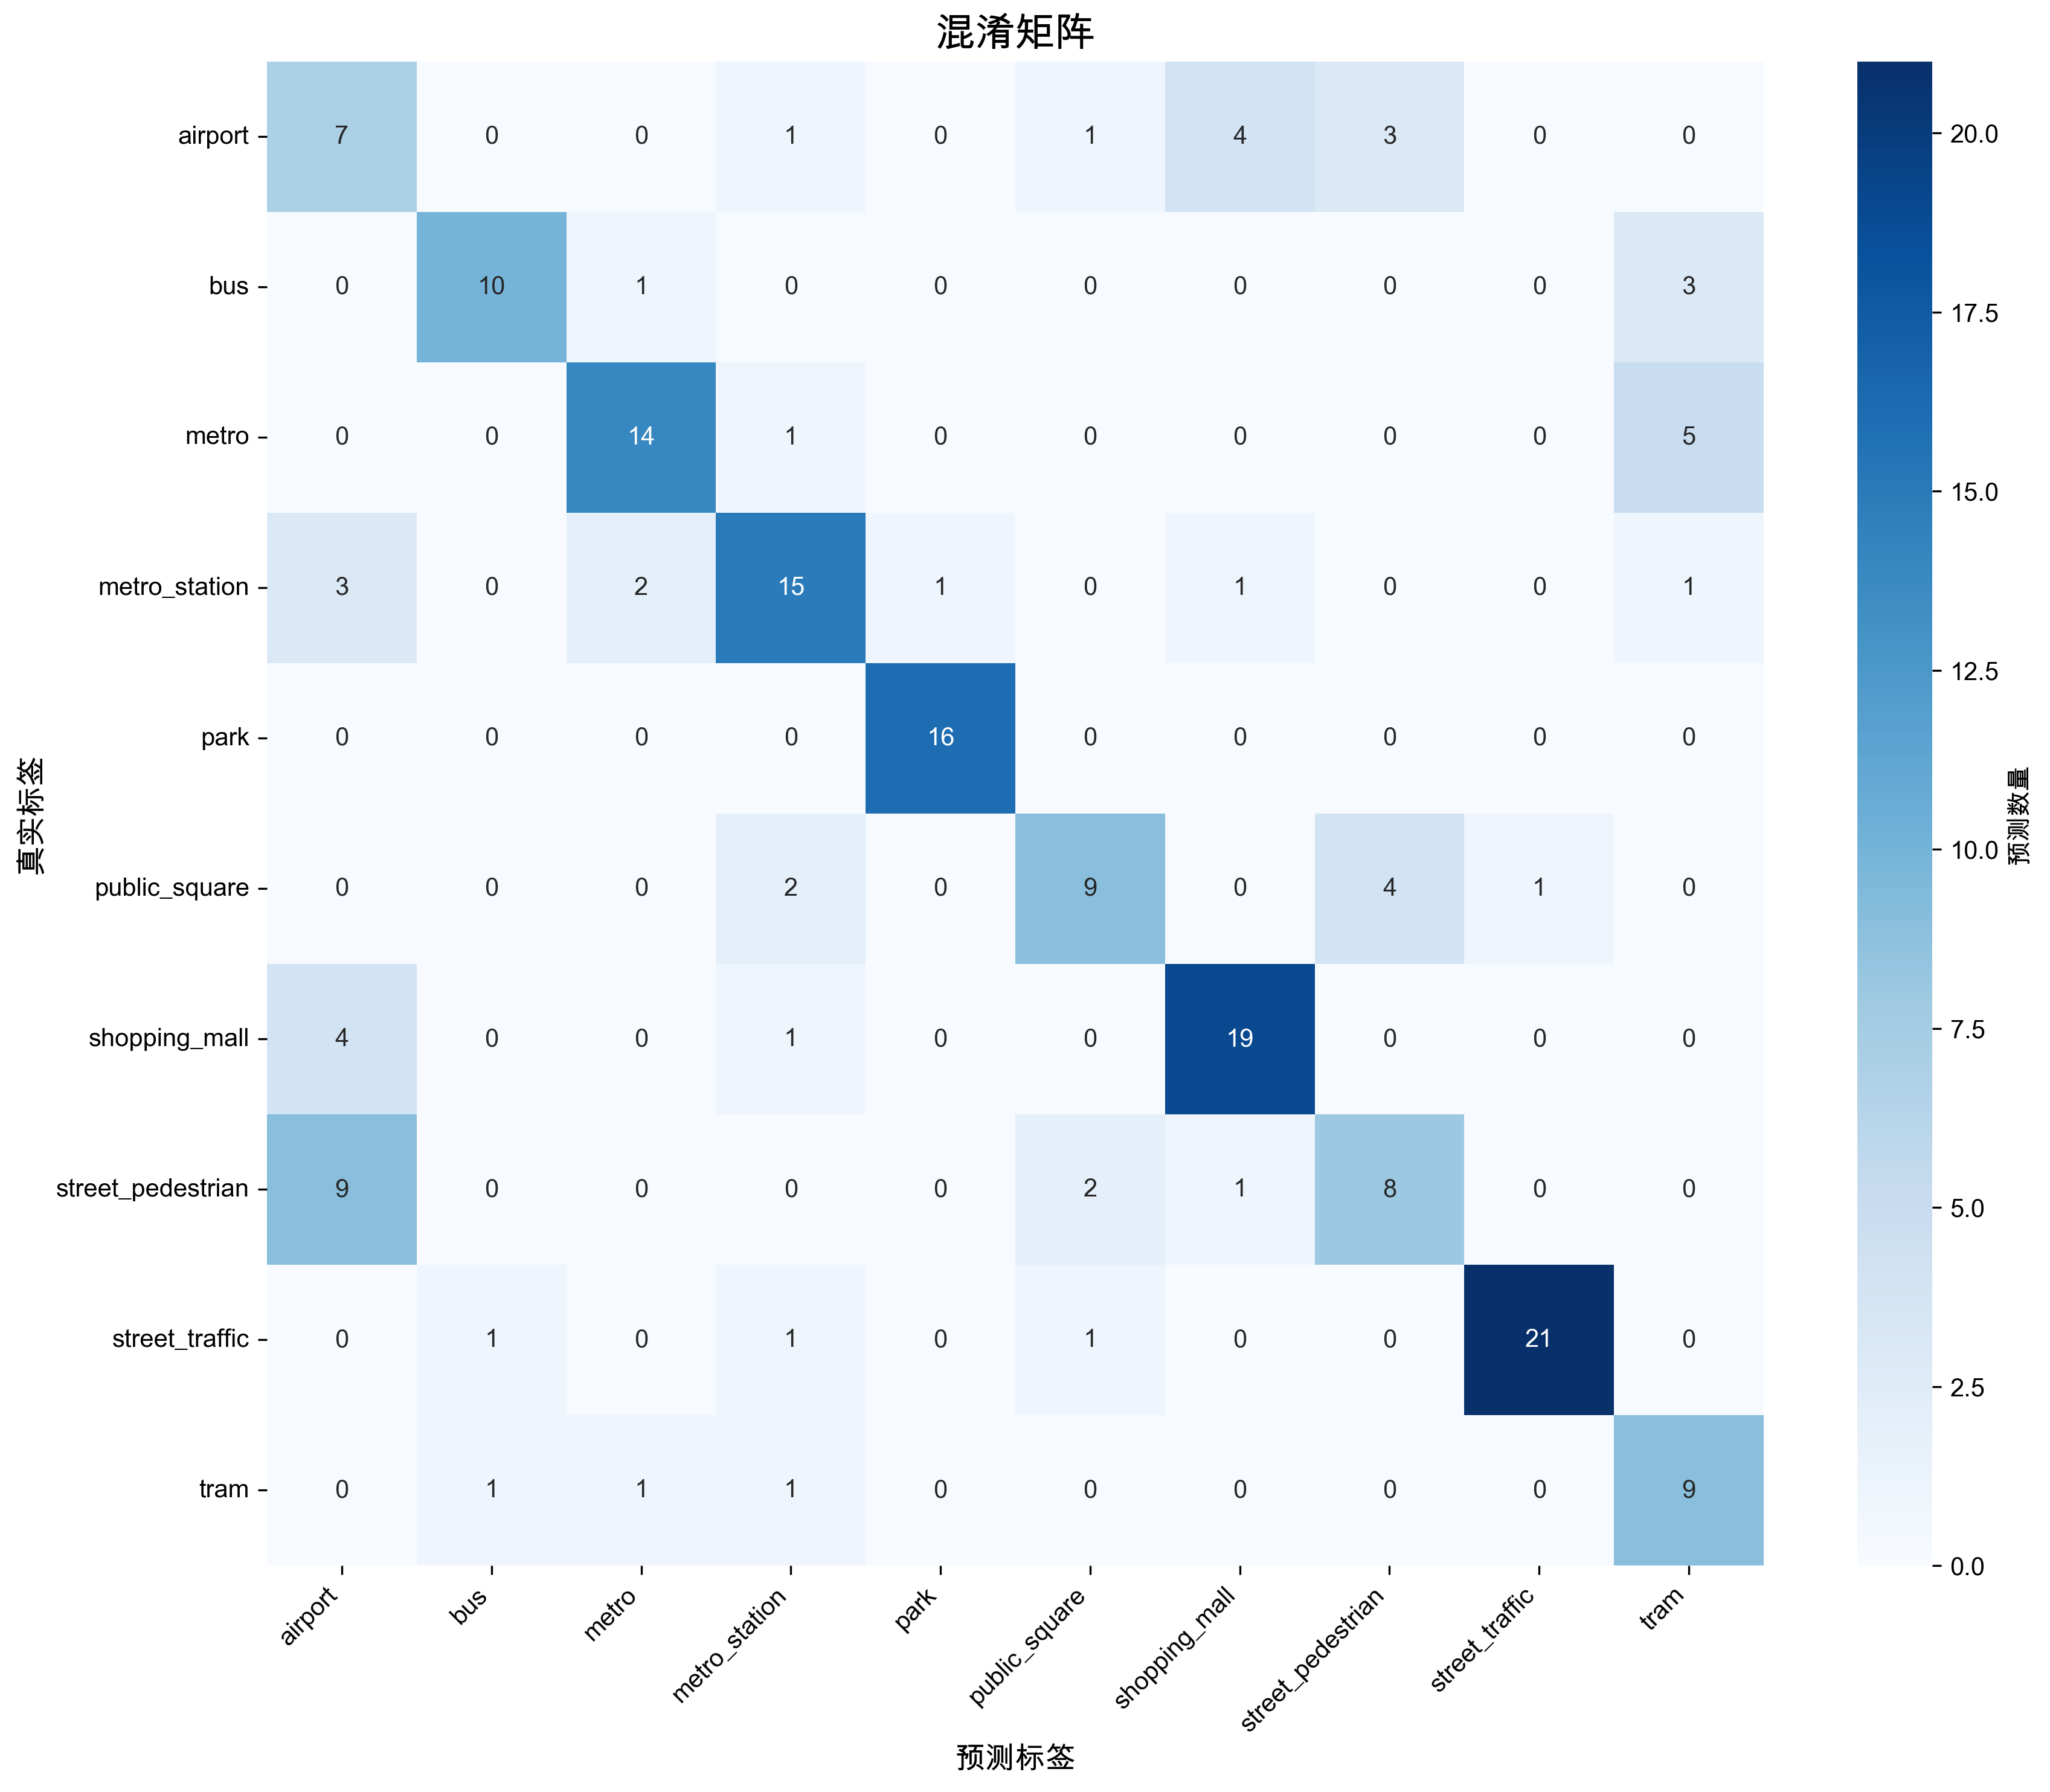 混淆矩阵
真实标签
airport 7 0 0 1 0 1 4 3 0 0
bus 0 10 1 0 0 0 0 0 0 3
metro 0 0 14 1 0 0 0 0 0 5
metro_station 3 0 2 15 1 0 1 0 0 1
park 0 0 0 0 16 0 0 0 0 0
public_square 0 0 0 2 0 9 0 4 1 0
shopping_mall 4 0 0 1 0 0 19 0 0 0
street_pedestrian 9 0 0 0 0 2 1 8 0 0
street_traffic 0 1 0 1 0 1 0 0 21 0
tram 0 1 1 1 0 0 0 0 0 9
airport
bus
metro
metro_station
park
public_square
shopping_mall
street_pedestrian
street_traffic
tram
预测标签
20.0
17.5
15.0
12.5
10.0
7.5
5.0
2.5
0.0
预测数量